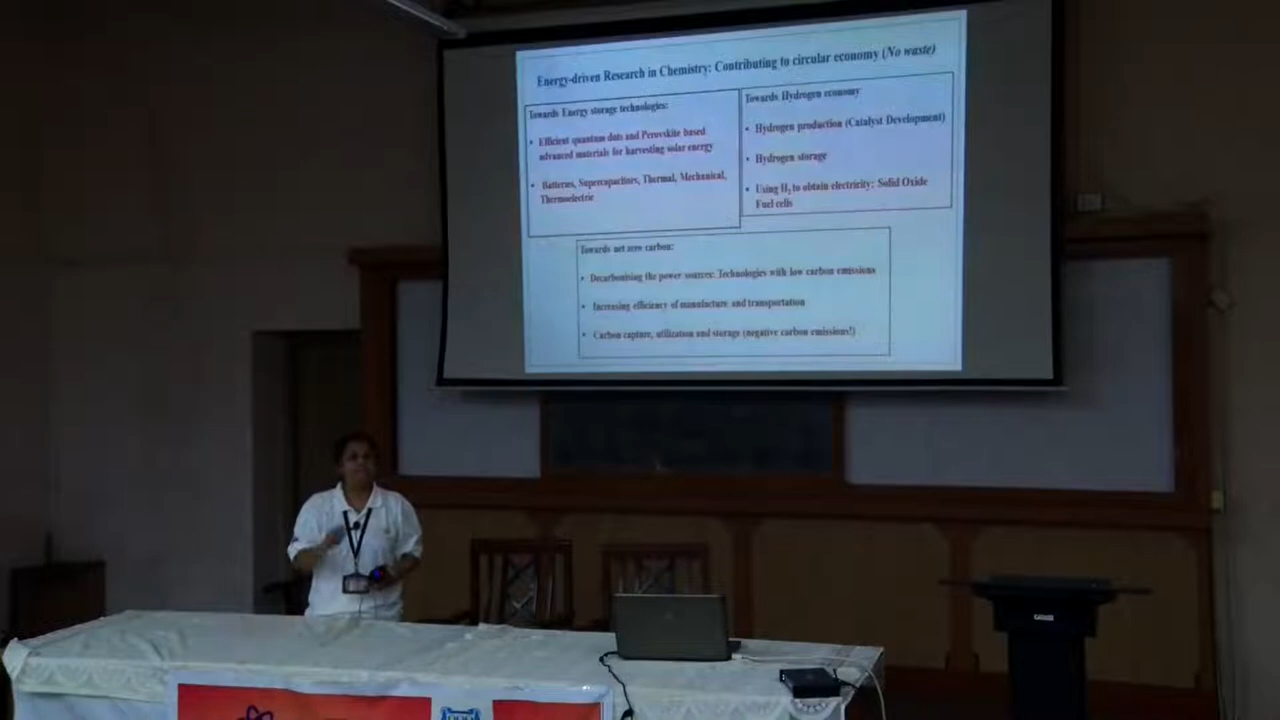 Energy-driven Research in Chemistry: Contributing to circular economy (No waste)
Towards Energy storage technologies:
• Efficient quantum dots and Perovskite based
advanced materials for harvesting solar energy
• Batteries, Supercapacitors, Thermal, Mechanical,
Thermoelectric
Towards Hydrogen economy
• Hydrogen production (Catalyst Development)
• Hydrogen storage
• Using H₂ to obtain electricity: Solid Oxide
Fuel cells
Towards net zero carbon:
• Decarbonising the power sources: Technologies with low carbon emissions
• Increasing efficiency of manufacture and transportation
• Carbon capture, utilization and storage (negative carbon emissions!)